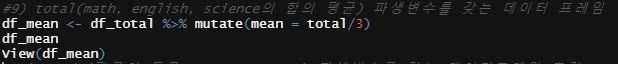 #9) total(math, english, science의 합의 평균) 파생변수를 갖는 데이터 프레임
df_mean <- df_total %>% mutate(mean = total/3)
df_mean
View(df_mean)